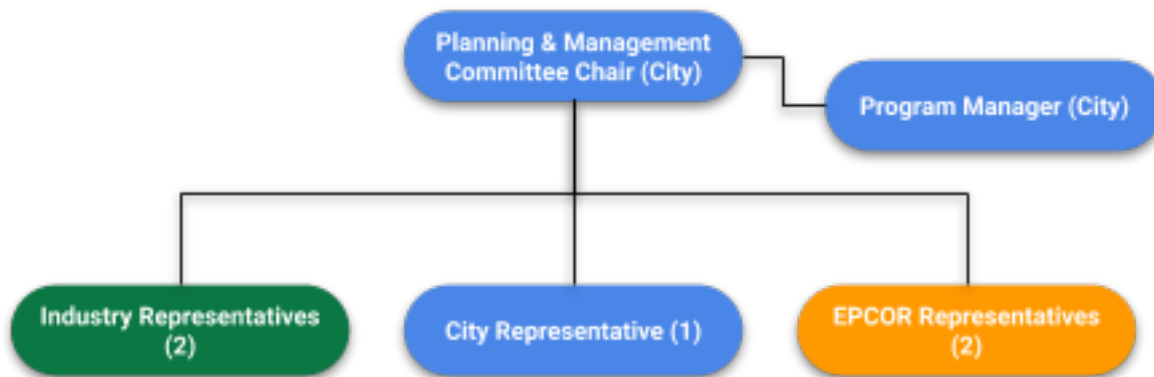 Planning & Management
Committee Chair (City)
Program Manager (City)
Industry Representatives
(2)
City Representative (1)
EPCOR Representatives
(2)